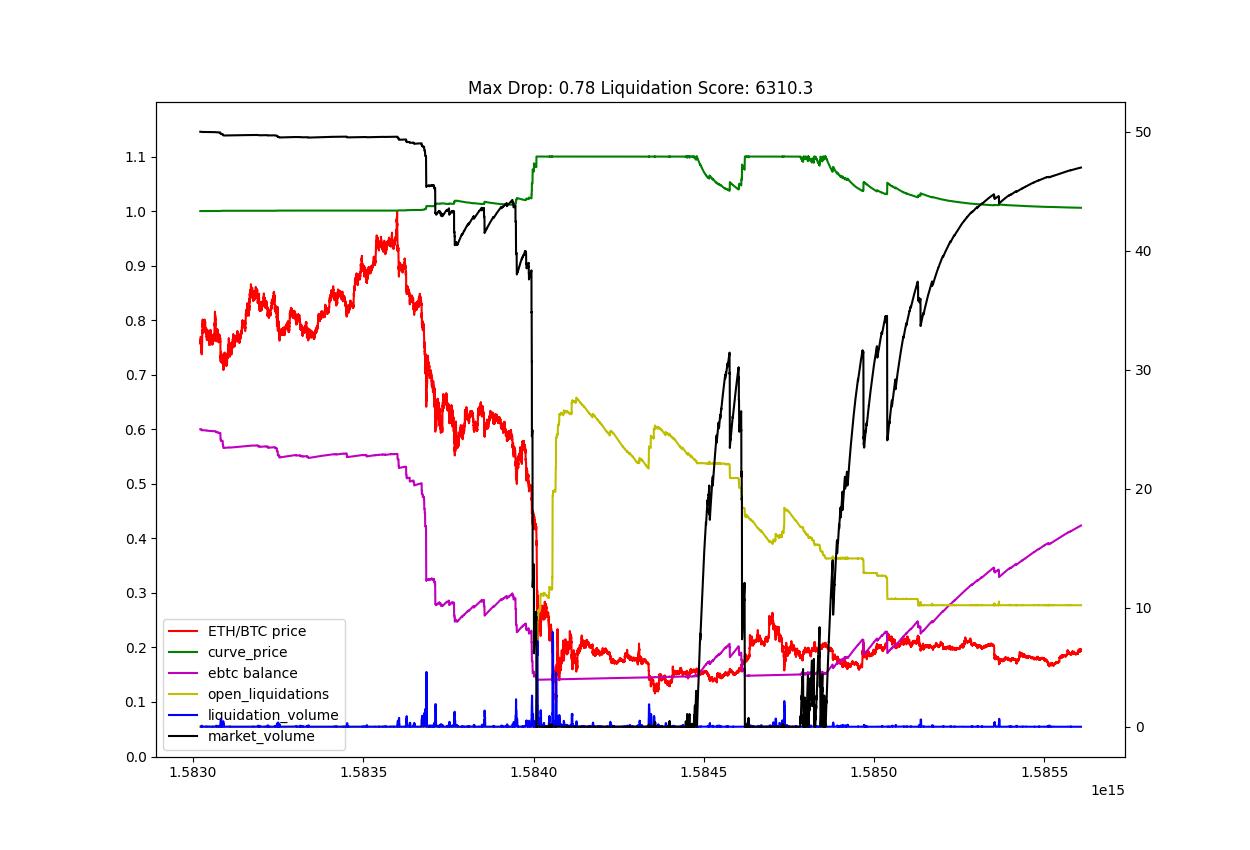 Max Drop: 0.78 Liquidation Score: 6310.3
1.1
1.0
0.9
0.8
0.7
0.6
0.5
0.4
0.3
0.2
0.1
0.0
50
40
30
20
10
0
ETH/BTC price
curve_price
ebtc balance
open_liquidations
liquidation_volume
market_volume
1.5830 1.5835 1.5840 1.5845 1.5850 1.5855
1e15